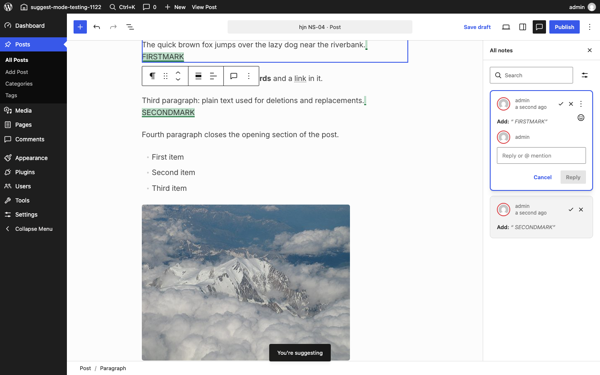 suggest-mode-testing-1122 Ctrl+K 0 New View Post admin
Dashboard
Posts
All Posts
Add Post
Categories
Tags
Media
Pages
Comments
Appearance
Plugins
Users
Tools
Settings
Collapse Menu
hjn NS-04 · Post
Save draft
Publish
The quick brown fox jumps over the lazy dog near the riverbank.
FIRSTMARK
rds and a link in it.
Third paragraph: plain text used for deletions and replacements.
SECONDMARK
Fourth paragraph closes the opening section of the post.
First item
Second item
Third item
You're suggesting
Post / Paragraph
All notes
Search
admin
a second ago
Add: " FIRSTMARK"
admin
Reply or @ mention
Cancel Reply
admin
a second ago
Add: " SECONDMARK"